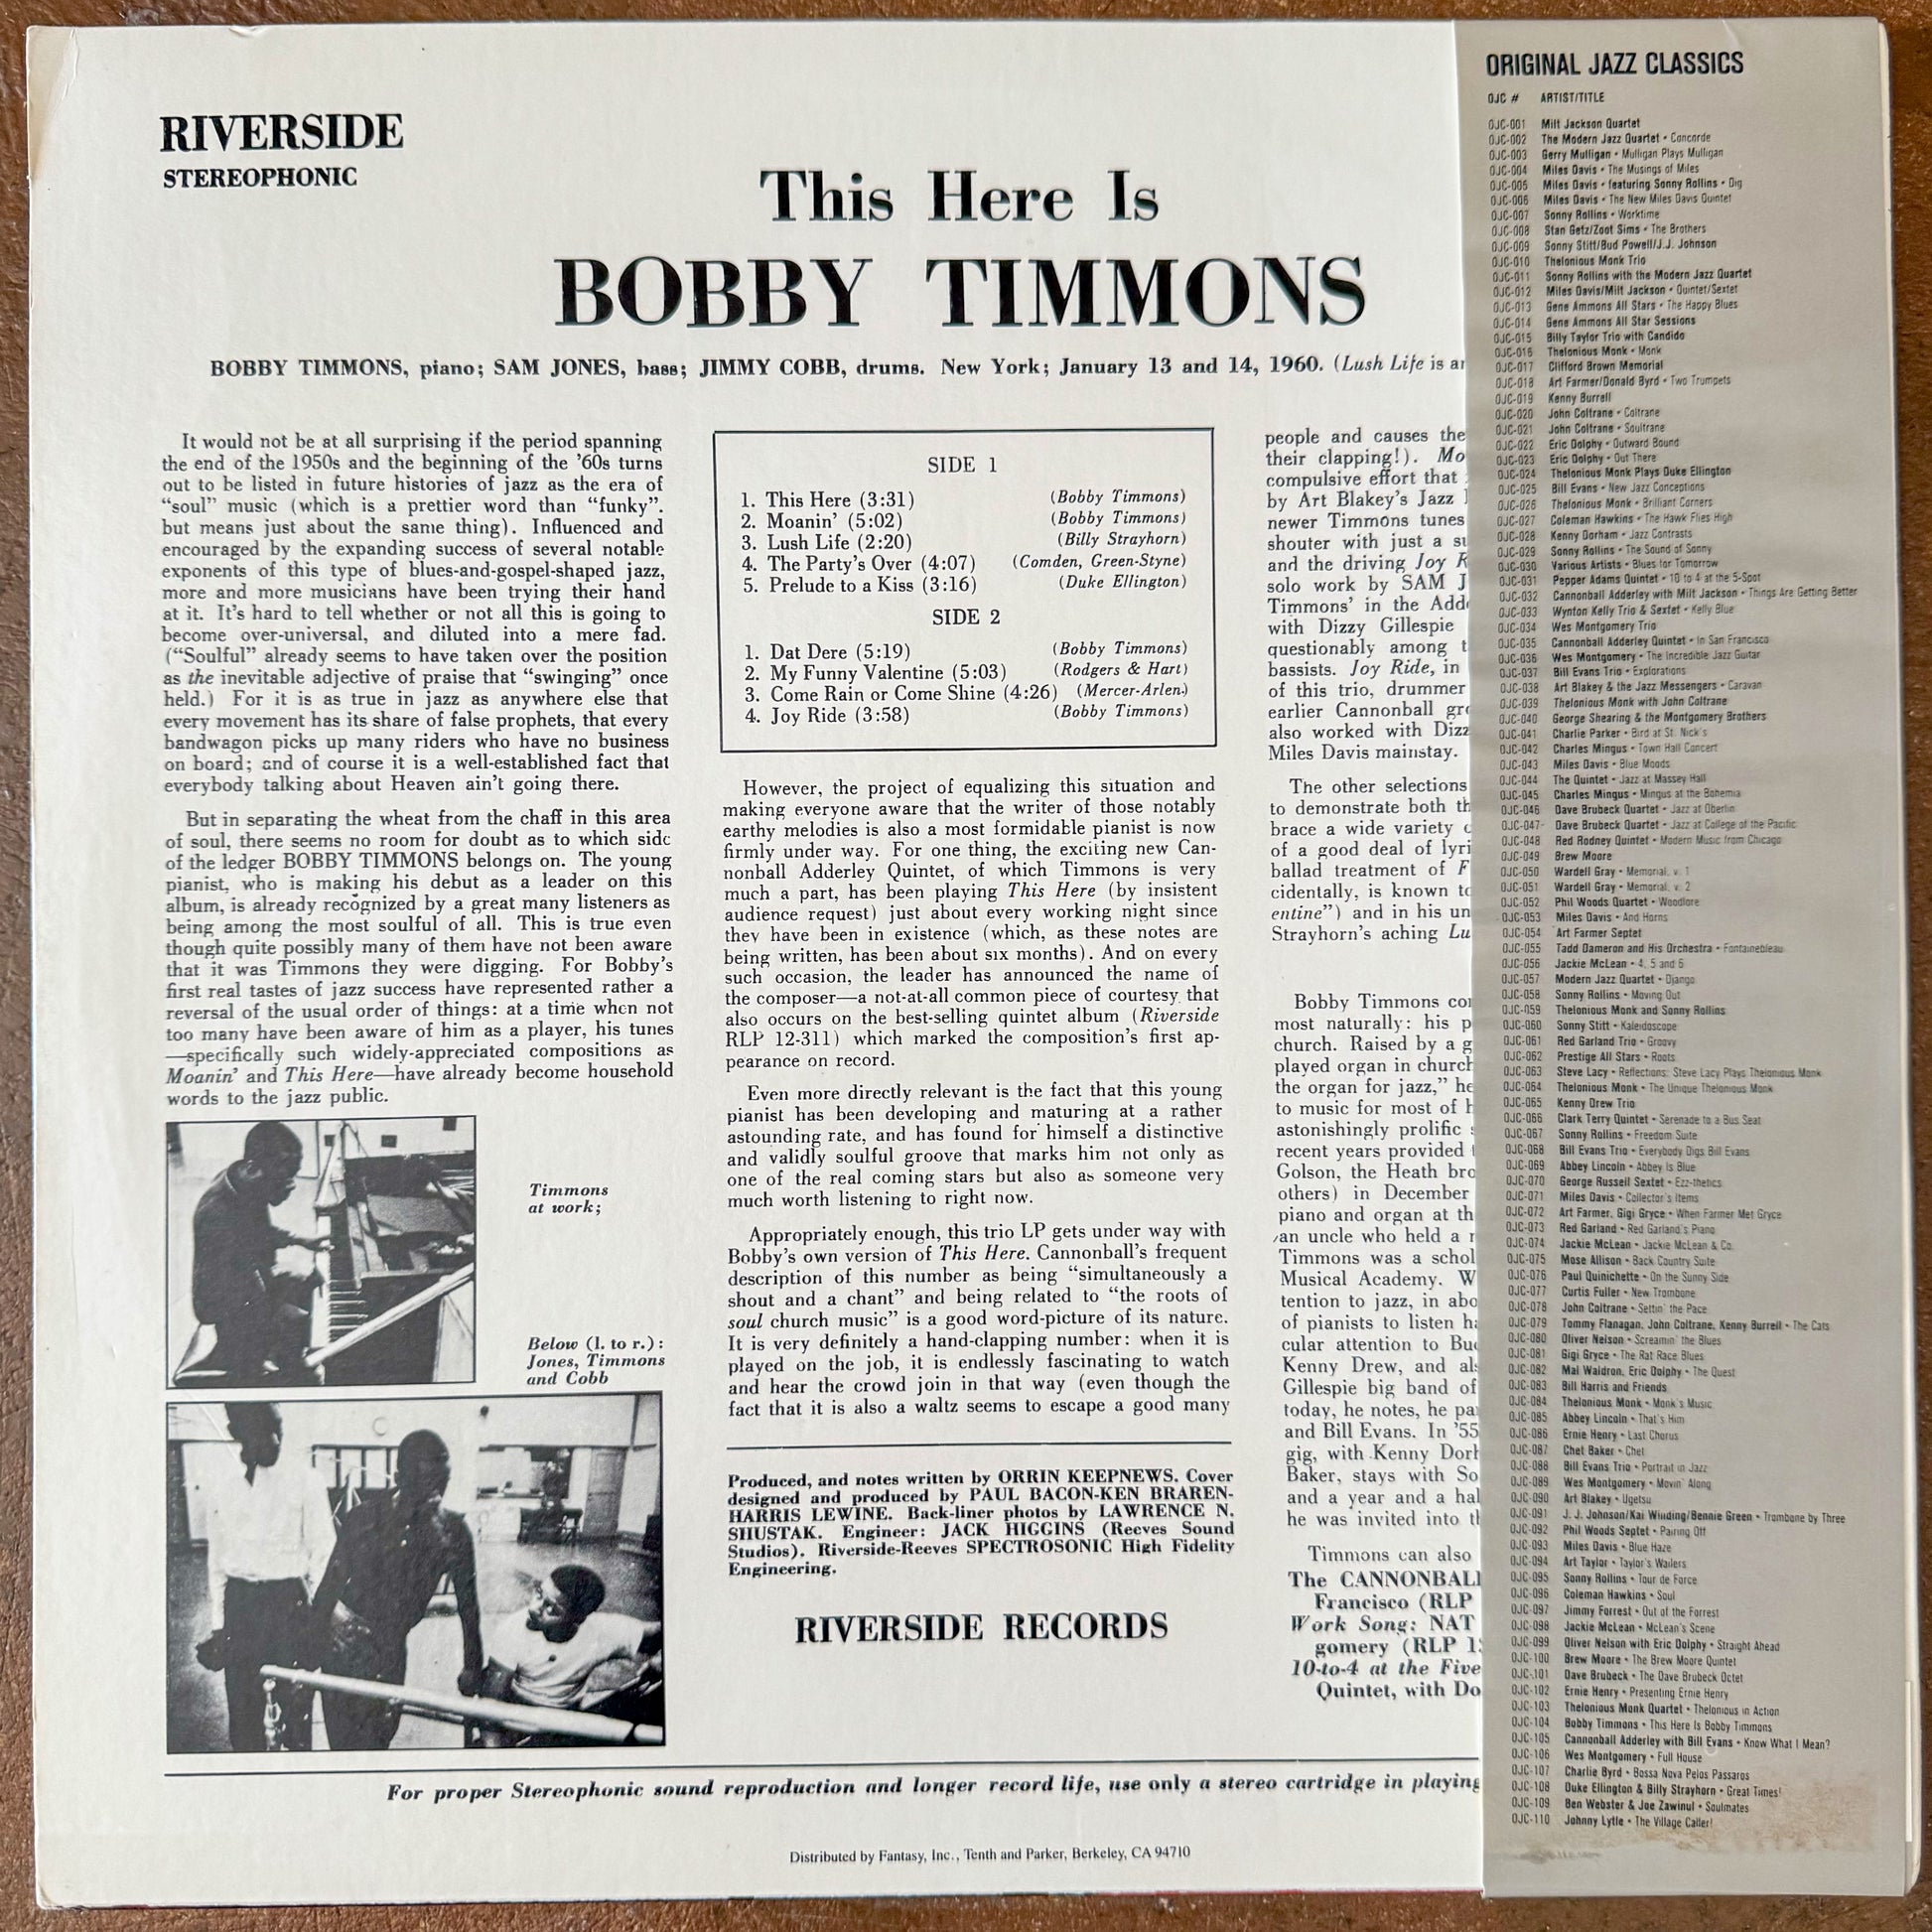 RIVERSIDE
STEREOPHONIC
This Here Is
BOBBY TIMMONS
BOBBY TIMMONS, piano; SAM JONES, bass; JIMMY COBB, drums. New York; January 13 and 14, 1960. (Lush Life is
It would not be at all surprising if the period spanning
the end of the 1950s and the beginning of the ’60s turns
out to be listed in future histories of jazz as the era of
“soul” music (which is a prettier word than “funky”.
but means just about the same thing). Influenced and
encouraged by the expanding success of several notable
exponents of this type of blues-and-gospel-shaped jazz,
more and more musicians have been trying their hand
at it. It’s hard to tell whether or not all this is going to
become over-universal, and diluted into a mere fad.
(“Soulful” already seems to have taken over the position
as the inevitable adjective of praise that “swinging” once
held.) For it is as true in jazz as anywhere else that
every movement has its share of false prophets, that every
bandwagon picks up many riders who have no business
on board; and of course it is a well-established fact that
everybody talking about Heaven ain’t going there.
But in separating the wheat from the chaff in this area
of soul, there seems no room for doubt as to which side
of the ledger BOBBY TIMMONS belongs on. The young
pianist, who is making his debut as a leader on this
album, is already recognized by a great many listeners as
being among the most soulful of all. This is true even
though quite possibly many of them have not been aware
that it was Timmons they were digging. For Bobby’s
first real tastes of jazz success have represented rather a
reversal of the usual order of things: at a time when not
too many have been aware of him as a player, his tunes
—specifically such widely-appreciated compositions as
Moanin’ and This Here—have already become household
words to the jazz public.
Timmons
at work;
Below (l. to r.):
Jones, Timmons
and Cobb
SIDE 1
1. This Here (3:31) (Bobby Timmons)
2. Moanin’ (5:02) (Bobby Timmons)
3. Lush Life (2:20) (Billy Strayhorn)
4. The Party’s Over (4:07) (Comden, Green-Styne)
5. Prelude to a Kiss (3:16) (Duke Ellington)
SIDE 2
1. Dat Dere (5:19) (Bobby Timmons)
2. My Funny Valentine (5:03) (Rodgers & Hart)
3. Come Rain or Come Shine (4:26) (Mercer-Arlen)
4. Joy Ride (3:58) (Bobby Timmons)
However, the project of equalizing this situation and
making everyone aware that the writer of those notably
earthy melodies is also a most formidable pianist is now
firmly under way. For one thing, the exciting new Can-
nonball Adderley Quintet, of which Timmons is very
much a part, has been playing This Here (by insistent
audience request) just about every working night since
they have been in existence (which, as these notes are
being written, has been about six months). And on every
such occasion, the leader has announced the name of
the composer—a not-at-all common piece of courtesy that
also occurs on the best-selling quintet album (Riverside
RLP 12-311) which marked the composition’s first ap-
pearance on record.
Even more directly relevant is the fact that this young
pianist has been developing and maturing at a rather
astounding rate, and has found for himself a distinctive
and validly soulful groove that marks him not only as
one of the real coming stars but also as someone very
much worth listening to right now.
Appropriately enough, this trio LP gets under way with
Bobby’s own version of This Here. Cannonball’s frequent
description of this number as being “simultaneously a
shout and a chant” and being related to “the roots of
soul church music” is a good word-picture of its nature.
It is very definitely a hand-clapping number: when it is
played on the job, it is endlessly fascinating to watch
and hear the crowd join in that way (even though the
fact that it is also a waltz seems to escape a good many
Produced, and notes written by ORRIN KEEPNEWS. Cover
designed and produced by PAUL BACON-KEN BRAREN-
HARRIS LEWINE. Back-liner photos by LAWRENCE N.
SHUSTAK. Engineer: JACK HIGGINS (Reeves Sound
Studios). Riverside-Reeves SPECTROSONIC High Fidelity
Engineering.
RIVERSIDE RECORDS
people and causes the
their clapping!). Mo
compulsive effort that
by Art Blakey’s Jazz
newer Timmons tunes
shouter with just a
and the driving Joy R
solo work by SAM J
Timmons’ in the Add
with Dizzy Gillespie
questionably among
bassists. Joy Ride, in
of this trio, drummer
earlier Cannonball gr
also worked with Dizz
Miles Davis mainstay.
The other selections
to demonstrate both th
brace a wide variety
of a good deal of lyri
ballad treatment of F
cidentally, is known to
entine”) and in his un
Strayhorn’s aching Lu
Bobby Timmons co
most naturally: his p
church. Raised by a g
played organ in church
the organ for jazz,” he
to music for most of h
astonishingly prolific
recent years provided
Golson, the Heath bro
others) in December
piano and organ at th
an uncle who held a
Timmons was a schol
Musical Academy. W
tention to jazz, in abo
of pianists to listen ha
cular attention to Bu
Kenny Drew, and als
Gillespie big band of
today, he notes, he pa
and Bill Evans. In ’55
gig, with Kenny Dorh
Baker, stays with So
and a year and a hal
he was invited into th
Timmons can also
The CANNONBALL
Francisco (RLP
Work Song: NAT
gomery (RLP
10-to-4 at the Five
Quintet, with Do
For proper Stereophonic sound reproduction and longer record life, use only a stereo cartridge in playing
Distributed by Fantasy, Inc., Tenth and Parker, Berkeley, CA 94710
ORIGINAL JAZZ CLASSICS
OJC # ARTIST/TITLE
OJC-001 Milt Jackson Quartet
OJC-002 The Modern Jazz Quartet • Concorde
OJC-003 Gerry Mulligan • Mulligan Plays Mulligan
OJC-004 Miles Davis • The Musings of Miles
OJC-005 Miles Davis • featuring Sonny Rollins • Dig
OJC-006 Miles Davis • The New Miles Davis Quintet
OJC-007 Sonny Rollins • Worktime
OJC-008 Stan Getz/Zoot Sims • The Brothers
OJC-009 Sonny Stitt/Bud Powell/J.J. Johnson
OJC-010 Thelonious Monk Trio
OJC-011 Sonny Rollins with the Modern Jazz Quartet
OJC-012 Miles Davis/Milt Jackson • Quintet/Sextet
OJC-013 Gene Ammons All Stars • The Happy Blues
OJC-014 Gene Ammons All Star Sessions
OJC-015 Billy Taylor Trio with Candido
OJC-016 Thelonious Monk • Monk
OJC-017 Clifford Brown Memorial
OJC-018 Art Farmer/Donald Byrd • Two Trumpets
OJC-019 Kenny Burrell
OJC-020 John Coltrane • Coltrane
OJC-021 John Coltrane • Soultrane
OJC-022 Eric Dolphy • Outward Bound
OJC-023 Eric Dolphy • Out There
OJC-024 Thelonious Monk Plays Duke Ellington
OJC-025 Bill Evans • New Jazz Conceptions
OJC-026 Thelonious Monk • Brilliant Corners
OJC-027 Coleman Hawkins • The Hawk Flies High
OJC-028 Kenny Dorham • Jazz Contrasts
OJC-029 Sonny Rollins • The Sound of Sonny
OJC-030 Various Artists • Blues for Tomorrow
OJC-031 Pepper Adams Quintet • 10 to 4 at the 5-Spot
OJC-032 Cannonball Adderley with Milt Jackson • Things Are Getting Better
OJC-033 Wynton Kelly Trio & Sextet • Kelly Blue
OJC-034 Wes Montgomery Trio
OJC-035 Cannonball Adderley Quintet • In San Francisco
OJC-036 Wes Montgomery • The Incredible Jazz Guitar
OJC-037 Bill Evans Trio • Explorations
OJC-038 Art Blakey & the Jazz Messengers • Caravan
OJC-039 Thelonious Monk with John Coltrane
OJC-040 George Shearing & the Montgomery Brothers
OJC-041 Charlie Parker • Bird at St. Nick's
OJC-042 Charles Mingus • Town Hall Concert
OJC-043 Miles Davis • Blue Moods
OJC-044 The Quintet • Jazz at Massey Hall
OJC-045 Charles Mingus • Mingus at the Bohemia
OJC-046 Dave Brubeck Quartet • Jazz at Oberlin
OJC-047 Dave Brubeck Quartet • Jazz at College of the Pacific
OJC-048 Red Rodney Quintet • Modern Music from Chicago
OJC-049 Brew Moore
OJC-050 Wardell Gray • Memorial, v. 1
OJC-051 Wardell Gray • Memorial, v. 2
OJC-052 Phil Woods Quartet • Woodlore
OJC-053 Miles Davis • And Horns
OJC-054 Art Farmer Septet
OJC-055 Tadd Dameron and His Orchestra • Fontainebleau
OJC-056 Jackie McLean • 4, 5 and 6
OJC-057 Modern Jazz Quartet • Django
OJC-058 Sonny Rollins • Moving Out
OJC-059 Thelonious Monk and Sonny Rollins
OJC-060 Sonny Stitt • Kaleidoscope
OJC-061 Red Garland Trio • Groovy
OJC-062 Prestige All Stars • Roots
OJC-063 Steve Lacy • Reflections: Steve Lacy Plays Thelonious Monk
OJC-064 Thelonious Monk • The Unique Thelonious Monk
OJC-065 Kenny Drew Trio
OJC-066 Clark Terry Quintet • Serenade to a Bus Seat
OJC-067 Sonny Rollins • Freedom Suite
OJC-068 Bill Evans Trio • Everybody Digs Bill Evans
OJC-069 Abbey Lincoln • Abbey Is Blue
OJC-070 George Russell Sextet • Ezz-thetics
OJC-071 Miles Davis • Collector's Items
OJC-072 Art Farmer, Gigi Gryce • When Farmer Met Gryce
OJC-073 Red Garland • Red Garland's Piano
OJC-074 Jackie McLean • Jackie McLean & Co.
OJC-075 Mose Allison • Back Country Suite
OJC-076 Paul Quinichette • On the Sunny Side
OJC-077 Curtis Fuller • New Trombone
OJC-078 John Coltrane • Settin' the Pace
OJC-079 Tommy Flanagan, John Coltrane, Kenny Burrell • The Cats
OJC-080 Oliver Nelson • Screamin' the Blues
OJC-081 Gigi Gryce • The Rat Race Blues
OJC-082 Mal Waldron, Eric Dolphy • The Quest
OJC-083 Bill Harris and Friends
OJC-084 Thelonious Monk • Monk's Music
OJC-085 Abbey Lincoln • That's Him
OJC-086 Ernie Henry • Last Chorus
OJC-087 Chet Baker • Chet
OJC-088 Bill Evans Trio • Portrait in Jazz
OJC-089 Wes Montgomery • Movin' Along
OJC-090 Art Blakey • Ugetsu
OJC-091 J. J. Johnson/Kai Winding/Bennie Green • Trombone by Three
OJC-092 Phil Woods Septet • Pairing Off
OJC-093 Miles Davis • Blue Haze
OJC-094 Art Taylor • Taylor's Wailers
OJC-095 Sonny Rollins • Tour de Force
OJC-096 Coleman Hawkins • Soul
OJC-097 Jimmy Forrest • Out of the Forrest
OJC-098 Jackie McLean • McLean's Scene
OJC-099 Oliver Nelson with Eric Dolphy • Straight Ahead
OJC-100 Brew Moore • The Brew Moore Quintet
OJC-101 Dave Brubeck • The Dave Brubeck Octet
OJC-102 Ernie Henry • Presenting Ernie Henry
OJC-103 Thelonious Monk Quartet • Thelonious in Action
OJC-104 Bobby Timmons • This Here Is Bobby Timmons
OJC-105 Cannonball Adderley with Bill Evans • Know What I Mean?
OJC-106 Wes Montgomery • Full House
OJC-107 Charlie Byrd • Bossa Nova Pelos Passaros
OJC-108 Duke Ellington & Billy Strayhorn • Great Times!
OJC-109 Ben Webster & Joe Zawinul • Soulmates
OJC-110 Johnny Lytle • The Village Caller!